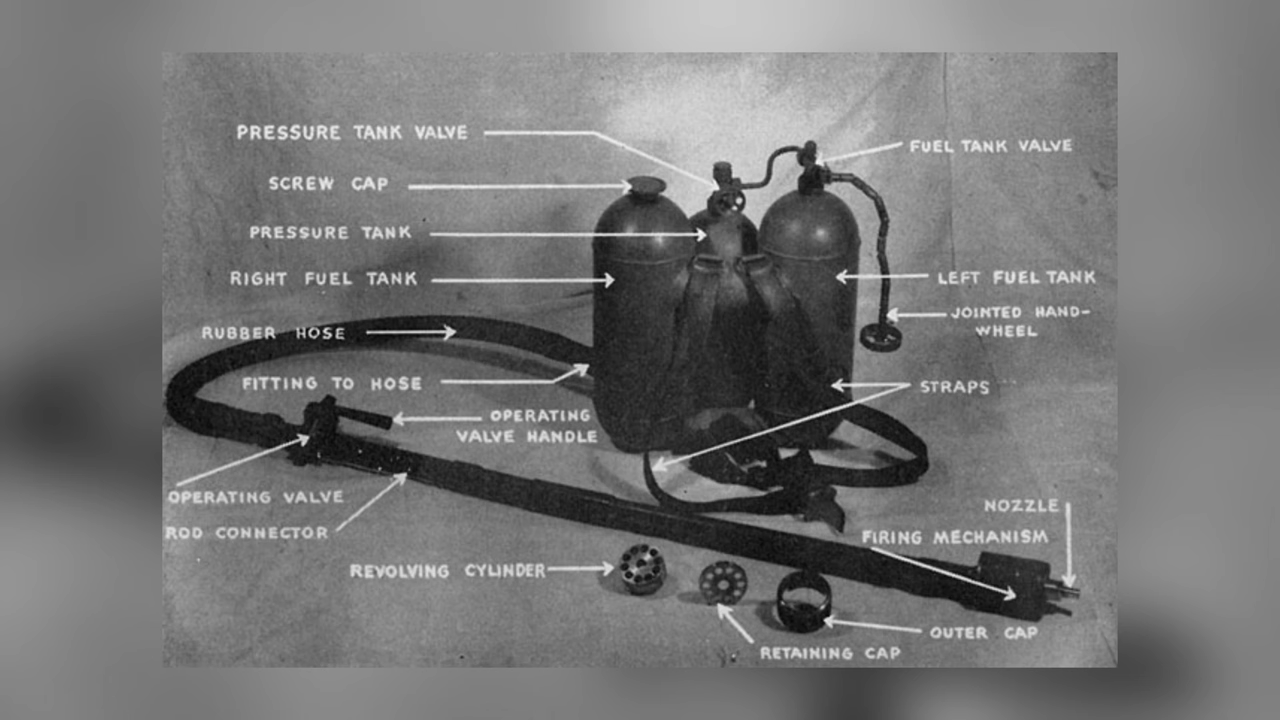 PRESSURE TANK VALVE
FUEL TANK VALVE
SCREW CAP
PRESSURE TANK
RIGHT FUEL TANK
LEFT FUEL TANK
JOINTED HAND-
WHEEL
RUBBER HOSE
FITTING TO HOSE
STRAPS
OPERATING
VALVE HANDLE
OPERATING VALVE
ROD CONNECTOR
NOZZLE
FIRING MECHANISM
REVOLVING CYLINDER
OUTER CAP
RETAINING CAP